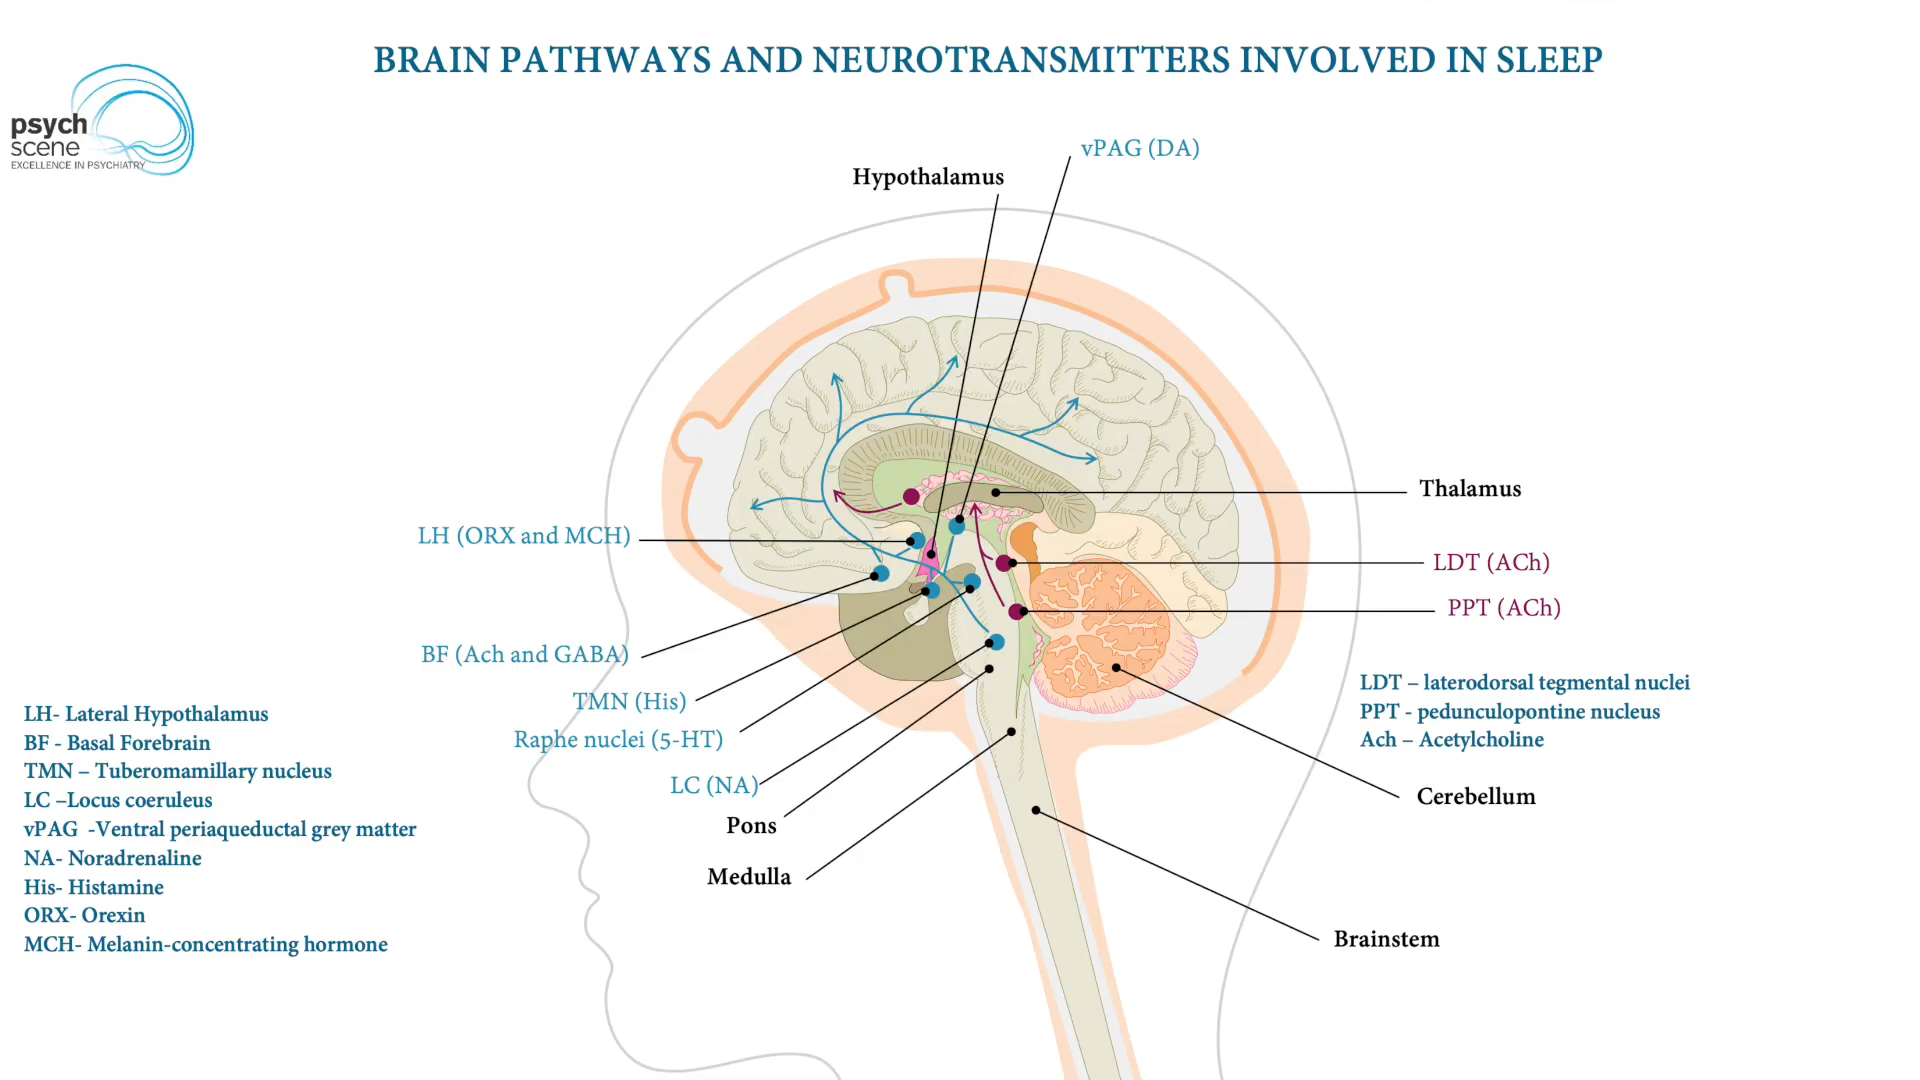 BRAIN PATHWAYS AND NEUROTRANSMITTERS INVOLVED IN SLEEP
psych
scene
EXCELLENCE IN PSYCHIATRY
vPAG (DA)
Hypothalamus
Thalamus
LH (ORX and MCH)
LDT (ACh)
PPT (ACh)
BF (Ach and GABA)
TMN (His)
Raphe nuclei (5-HT)
LC (NA)
Pons
Medulla
Cerebellum
Brainstem
LH- Lateral Hypothalamus
BF - Basal Forebrain
TMN – Tuberomamillary nucleus
LC –Locus coeruleus
vPAG -Ventral periaqueductal grey matter
NA- Noradrenaline
His- Histamine
ORX- Orexin
MCH- Melanin-concentrating hormone
LDT – laterodorsal tegmental nuclei
PPT - pedunculopontine nucleus
Ach – Acetylcholine